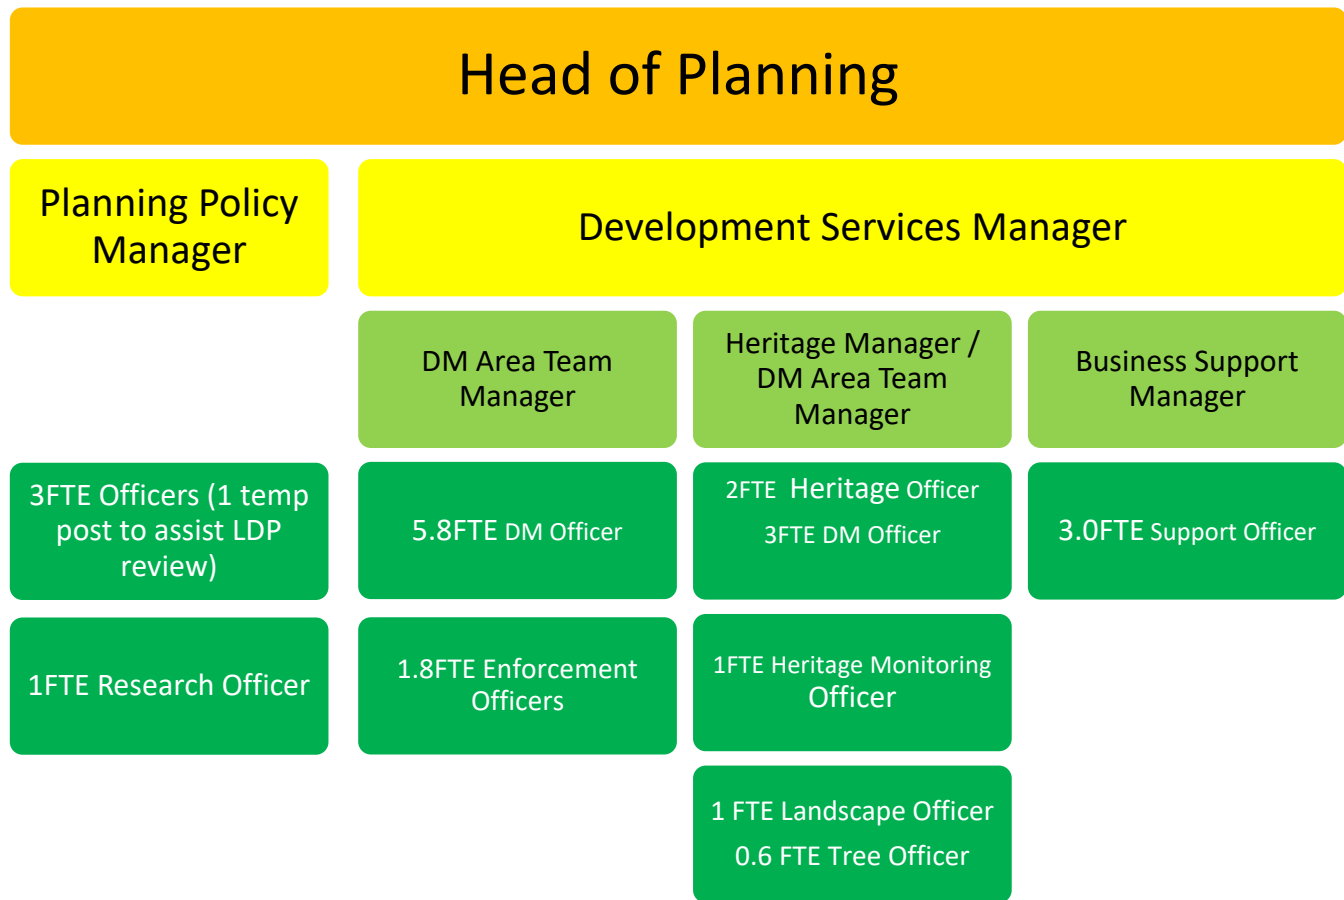 Head of Planning
Planning Policy
Manager
Development Services Manager
DM Area Team
Manager
Heritage Manager /
DM Area Team
Manager
Business Support
Manager
3FTE Officers (1 temp
post to assist LDP
review)
5.8FTE DM Officer
2FTE Heritage Officer
3FTE DM Officer
3.0FTE Support Officer
1FTE Research Officer
1.8FTE Enforcement
Officers
1FTE Heritage Monitoring
Officer
1 FTE Landscape Officer
0.6 FTE Tree Officer